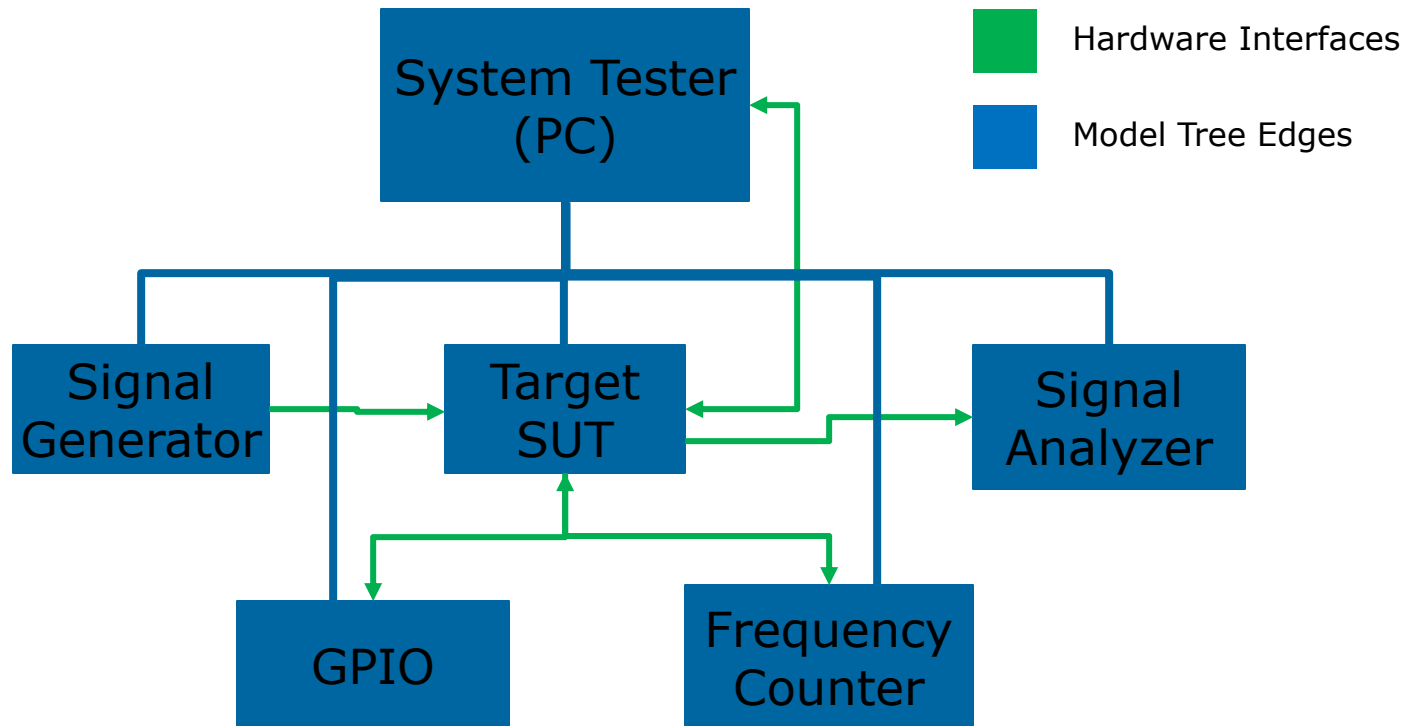 System Tester
(PC)
Hardware Interfaces
Model Tree Edges
Signal
Generator
Target
SUT
Signal
Analyzer
GPIO
Frequency
Counter